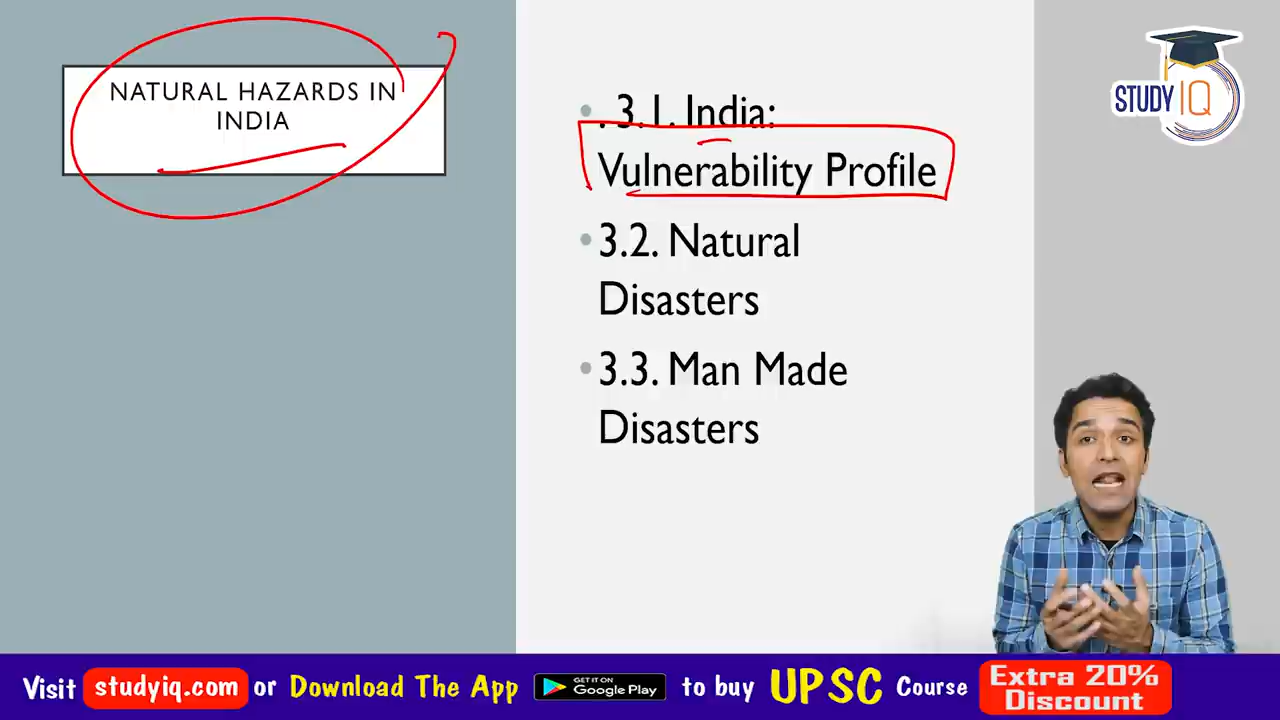 NATURAL HAZARDS IN
INDIA
. 3.1. India:
Vulnerability Profile
3.2. Natural
Disasters
3.3. Man Made
Disasters
STUDY IQ
Visit studyiq.com or Download The App GET IT ON Google Play to buy UPSC Course Extra 20% Discount